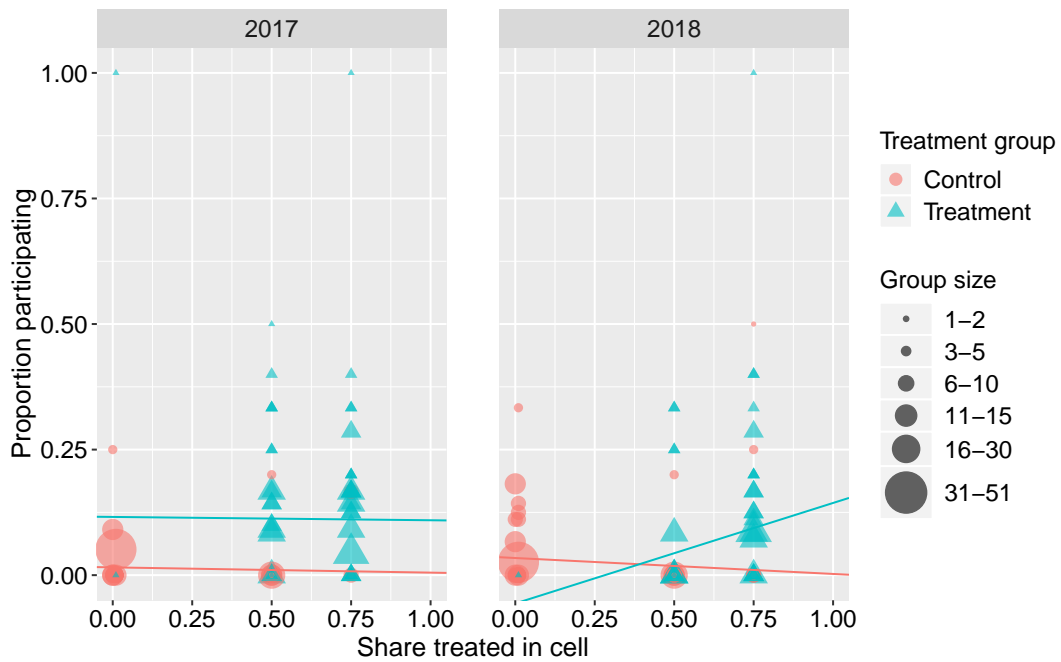 2017
2018
1.00
0.75
0.50
0.25
0.00
Proportion participating
0.00 0.25 0.50 0.75 1.00
0.00 0.25 0.50 0.75 1.00
Share treated in cell
Treatment group
Control
Treatment
Group size
1–2
3–5
6–10
11–15
16–30
31–51